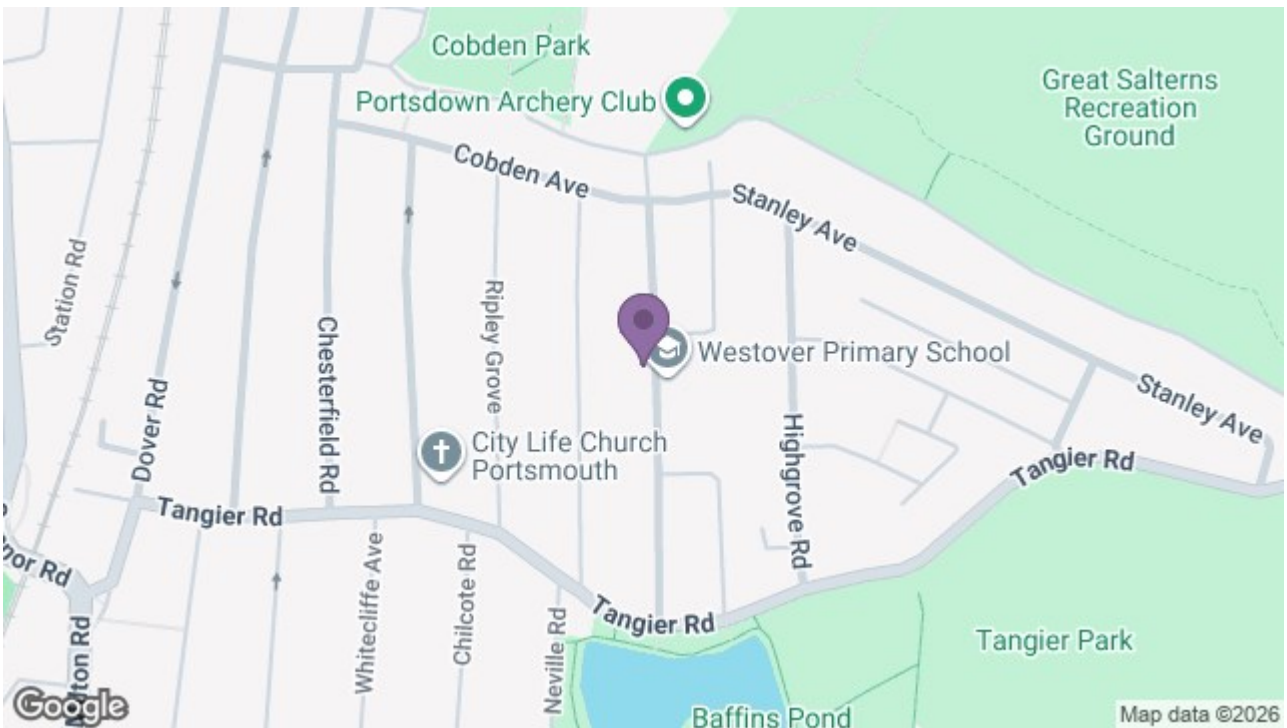 Cobden Park
Portsdown Archery Club
Great Salterns
Recreation
Ground
Cobden Ave
Stanley Ave
Station Rd
Ripley Grove
Chesterfield Rd
Westover Primary School
Dover Rd
Highgrove Rd
Stanley Ave
City Life Church
Portsmouth
Tangier Rd
Tangier Rd
Whitecliffe Ave
Chilcote Rd
Neville Rd
Tangier Rd
Tangier Park
Baffins Pond
Google
Map data ©2026